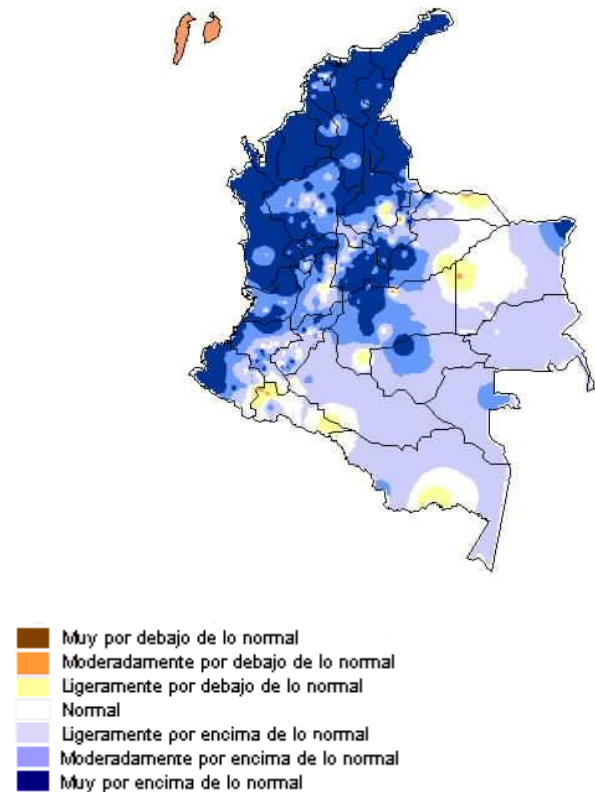 Muy por debajo de lo normal
Moderadamente por debajo de lo normal
Ligeramente por debajo de lo normal
Normal
Ligeramente por encima de lo normal
Moderadamente por encima de lo normal
Muy por encima de lo normal